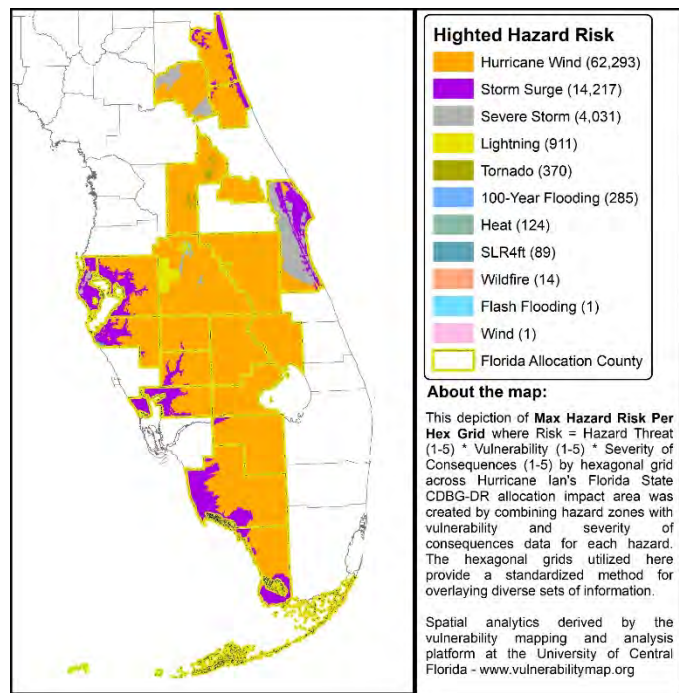 Highted Hazard Risk
Hurricane Wind (62,293)
Storm Surge (14,217)
Severe Storm (4,031)
Lightning (911)
Tornado (370)
100-Year Flooding (285)
Heat (124)
SLR4ft (89)
Wildfire (14)
Flash Flooding (1)
Wind (1)
Florida Allocation County
About the map:
This depiction of Max Hazard Risk Per
Hex Grid where Risk = Hazard Threat
(1-5) * Vulnerability (1-5) * Severity of
Consequences (1-5) by hexagonal grid
across Hurricane Ian's Florida State
CDBG-DR allocation impact area was
created by combining hazard zones with
vulnerability and severity of
consequences data for each hazard.
The hexagonal grids utilized here
provide a standardized method for
overlaying diverse sets of information.
Spatial analytics derived by the
vulnerability mapping and analysis
platform at the University of Central
Florida - www.vulnerabilitymap.org